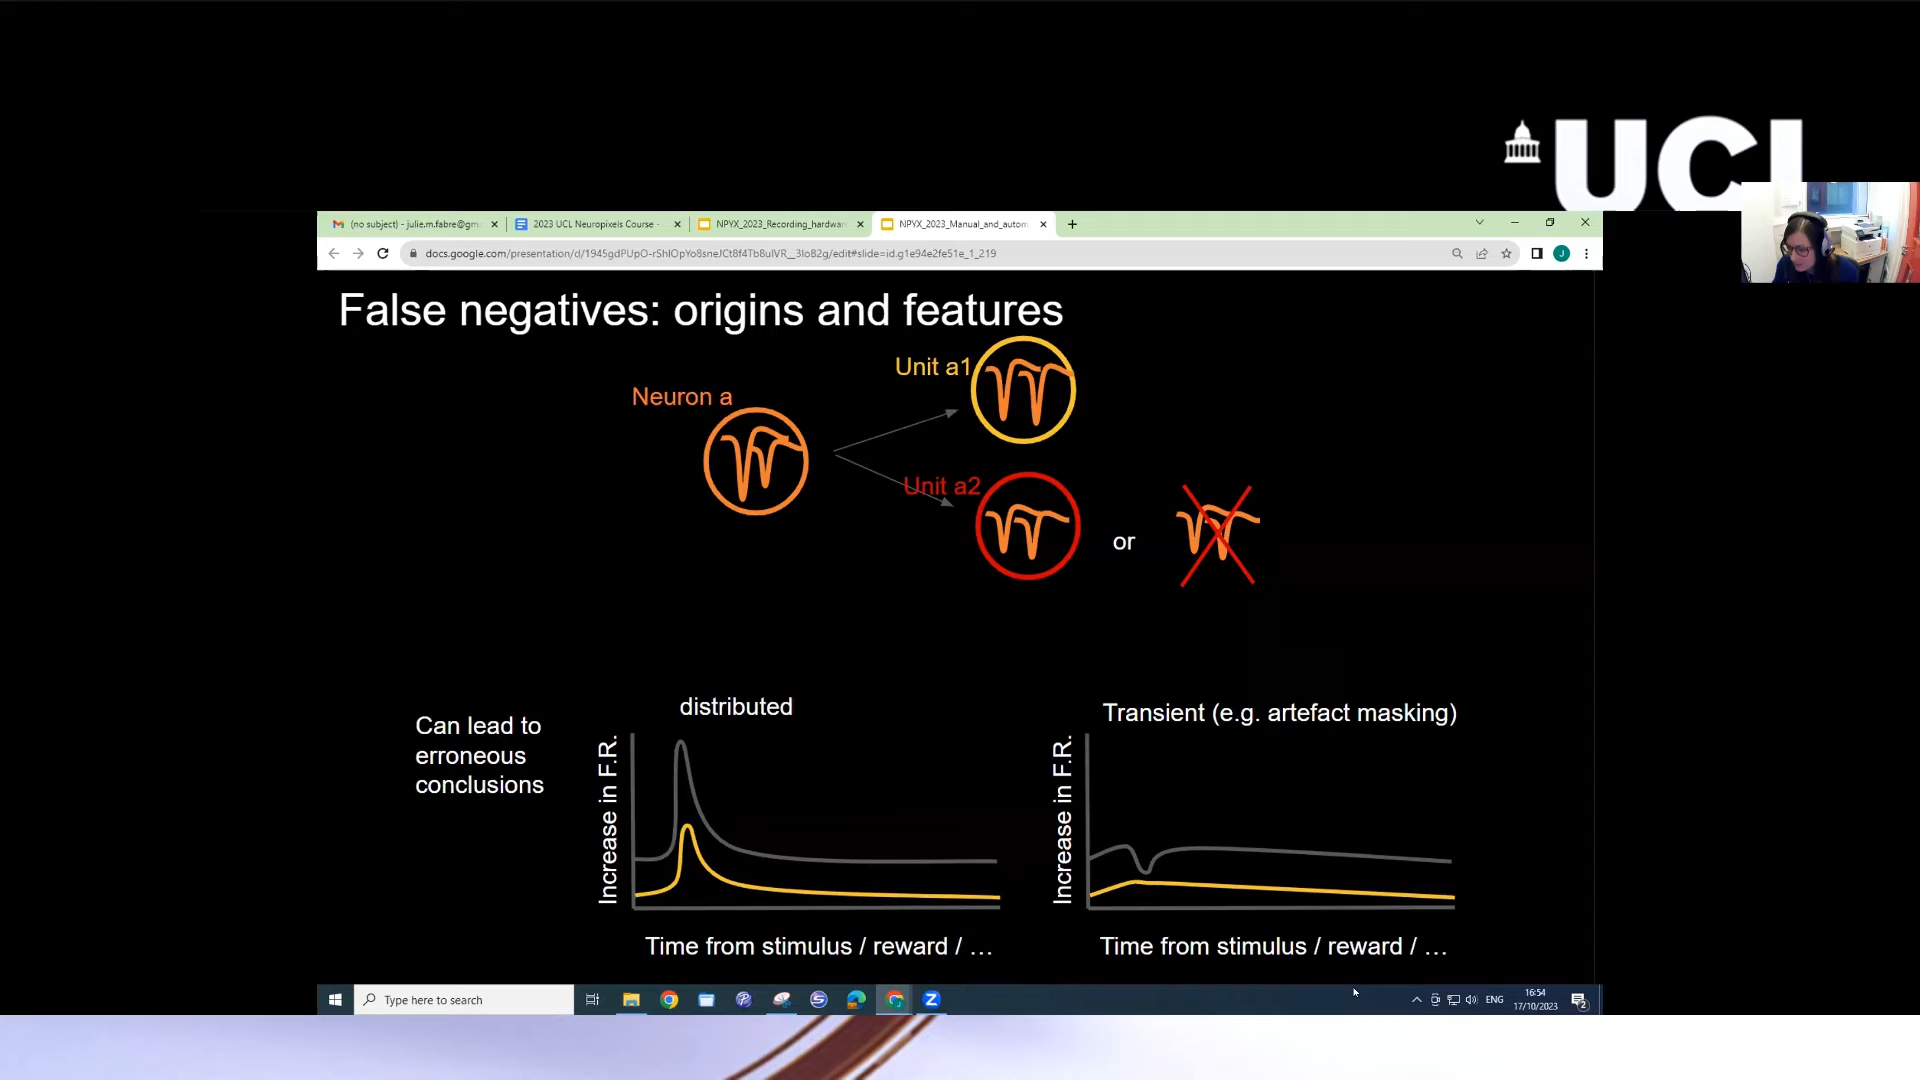 UCL
(no subject) - julie.m.fabre@gm
2023 UCL Neuropixels Course -
NPYX_2023_Recording_hardwar
NPYX_2023_Manual_and_autom
docs.google.com/presentation/d/1945gdPUpO-rShlOpYo8sneJCt8f4Tb8ulVR__3loB2g/edit#slide=id.g1e94e2fe51e_1_219
J
False negatives: origins and features
Unit a1
Neuron a
Unit a2
or
distributed
Transient (e.g. artefact masking)
Can lead to
erroneous
conclusions
Increase in F.R.
Increase in F.R.
Time from stimulus / reward / …
Time from stimulus / reward / …
Type here to search
ENG
16:54
17/10/2023
2